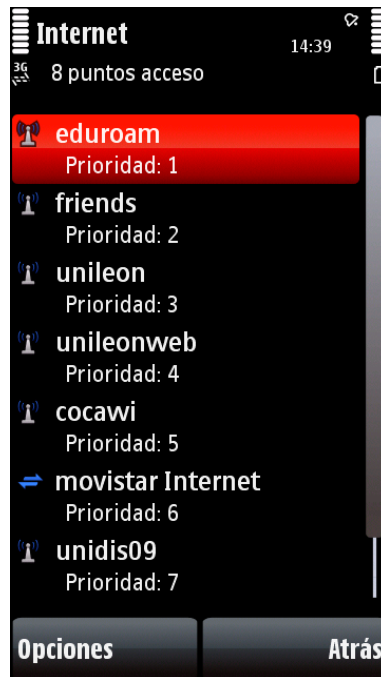 Internet
14:39
3G
8 puntos acceso
eduroam
Prioridad: 1
friends
Prioridad: 2
unileon
Prioridad: 3
unileonweb
Prioridad: 4
cocawi
Prioridad: 5
movistar Internet
Prioridad: 6
unidis09
Prioridad: 7
Opciones
Atrás